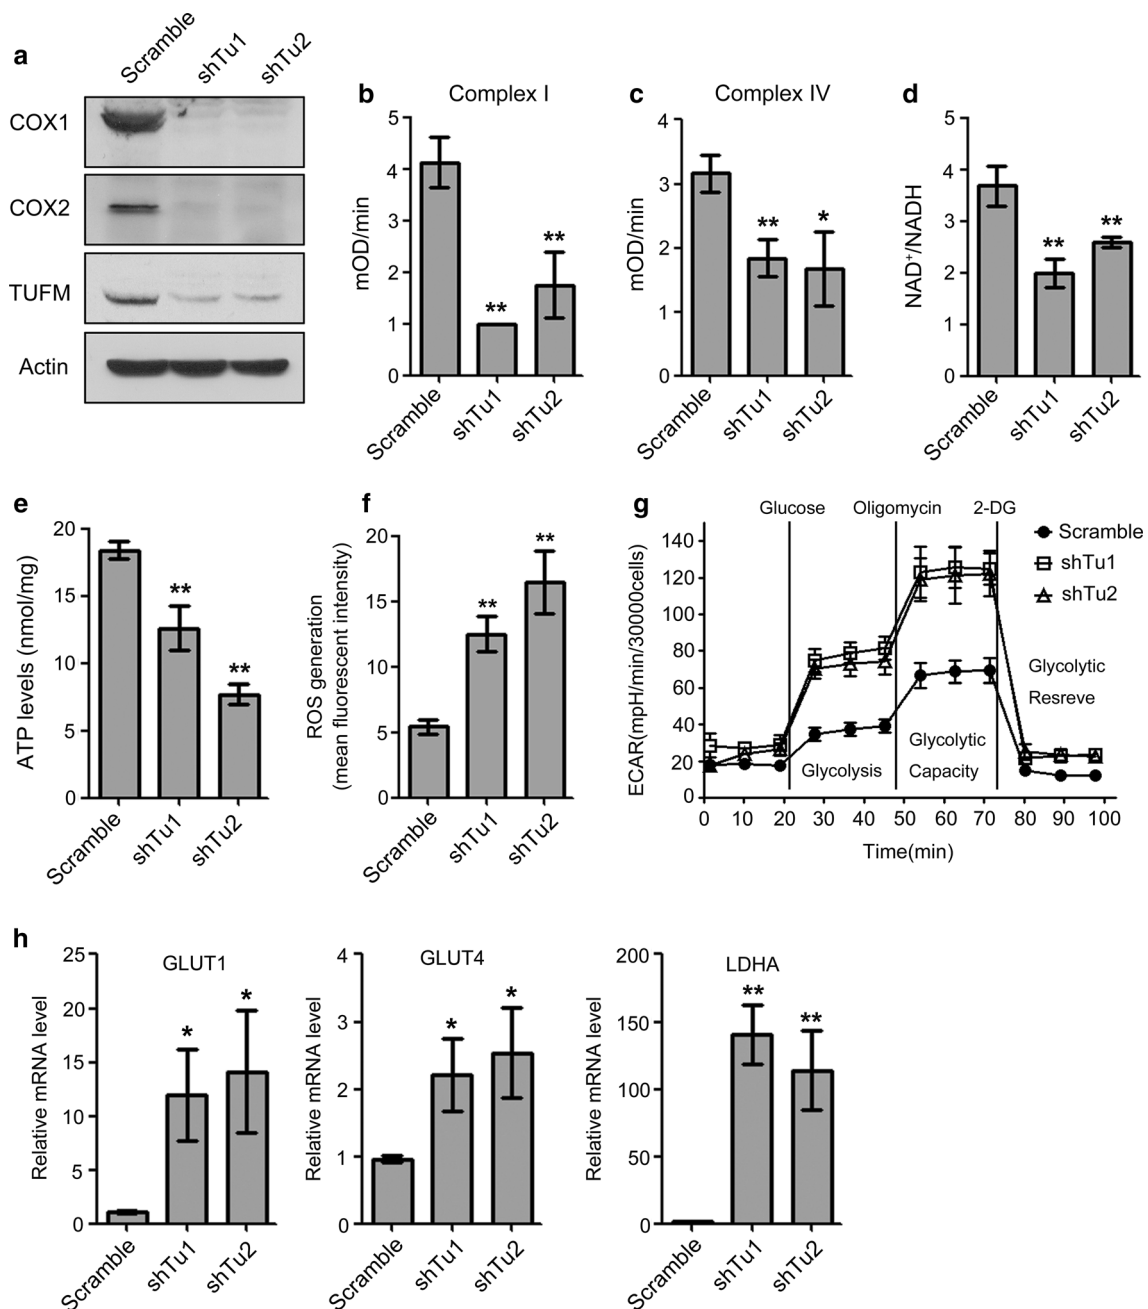 a
Scramble
shTu1
shTu2
COX1
COX2
TUFM
Actin
b
Complex I
mOD/min
5
4
3
2
1
0
**
**
Scramble
shTu1
shTu2
c
Complex IV
mOD/min
4
3
2
1
0
**
*
Scramble
shTu1
shTu2
d
NAD+/NADH
5
4
3
2
1
0
**
**
Scramble
shTu1
shTu2
e
ATP levels (nmol/mg)
20
15
10
5
0
**
**
Scramble
shTu1
shTu2
f
ROS generation
(mean fluorescent intensity)
20
15
10
5
0
**
**
Scramble
shTu1
shTu2
g
Glucose
Oligomycin
2-DG
Scramble
shTu1
shTu2
ECAR(mpH/min/30000cells)
140
120
100
80
60
40
20
0
Glycolysis
Glycolytic
Capacity
Glycolytic
Resreve
0 10 20 30 40 50 60 70 80 90 100
Time(min)
h
GLUT1
Relative mRNA level
25
20
15
10
5
0
*
*
Scramble
shTu1
shTu2
GLUT4
Relative mRNA level
4
3
2
1
0
*
*
Scramble
shTu1
shTu2
LDHA
Relative mRNA level
200
150
100
50
0
**
**
Scramble
shTu1
shTu2